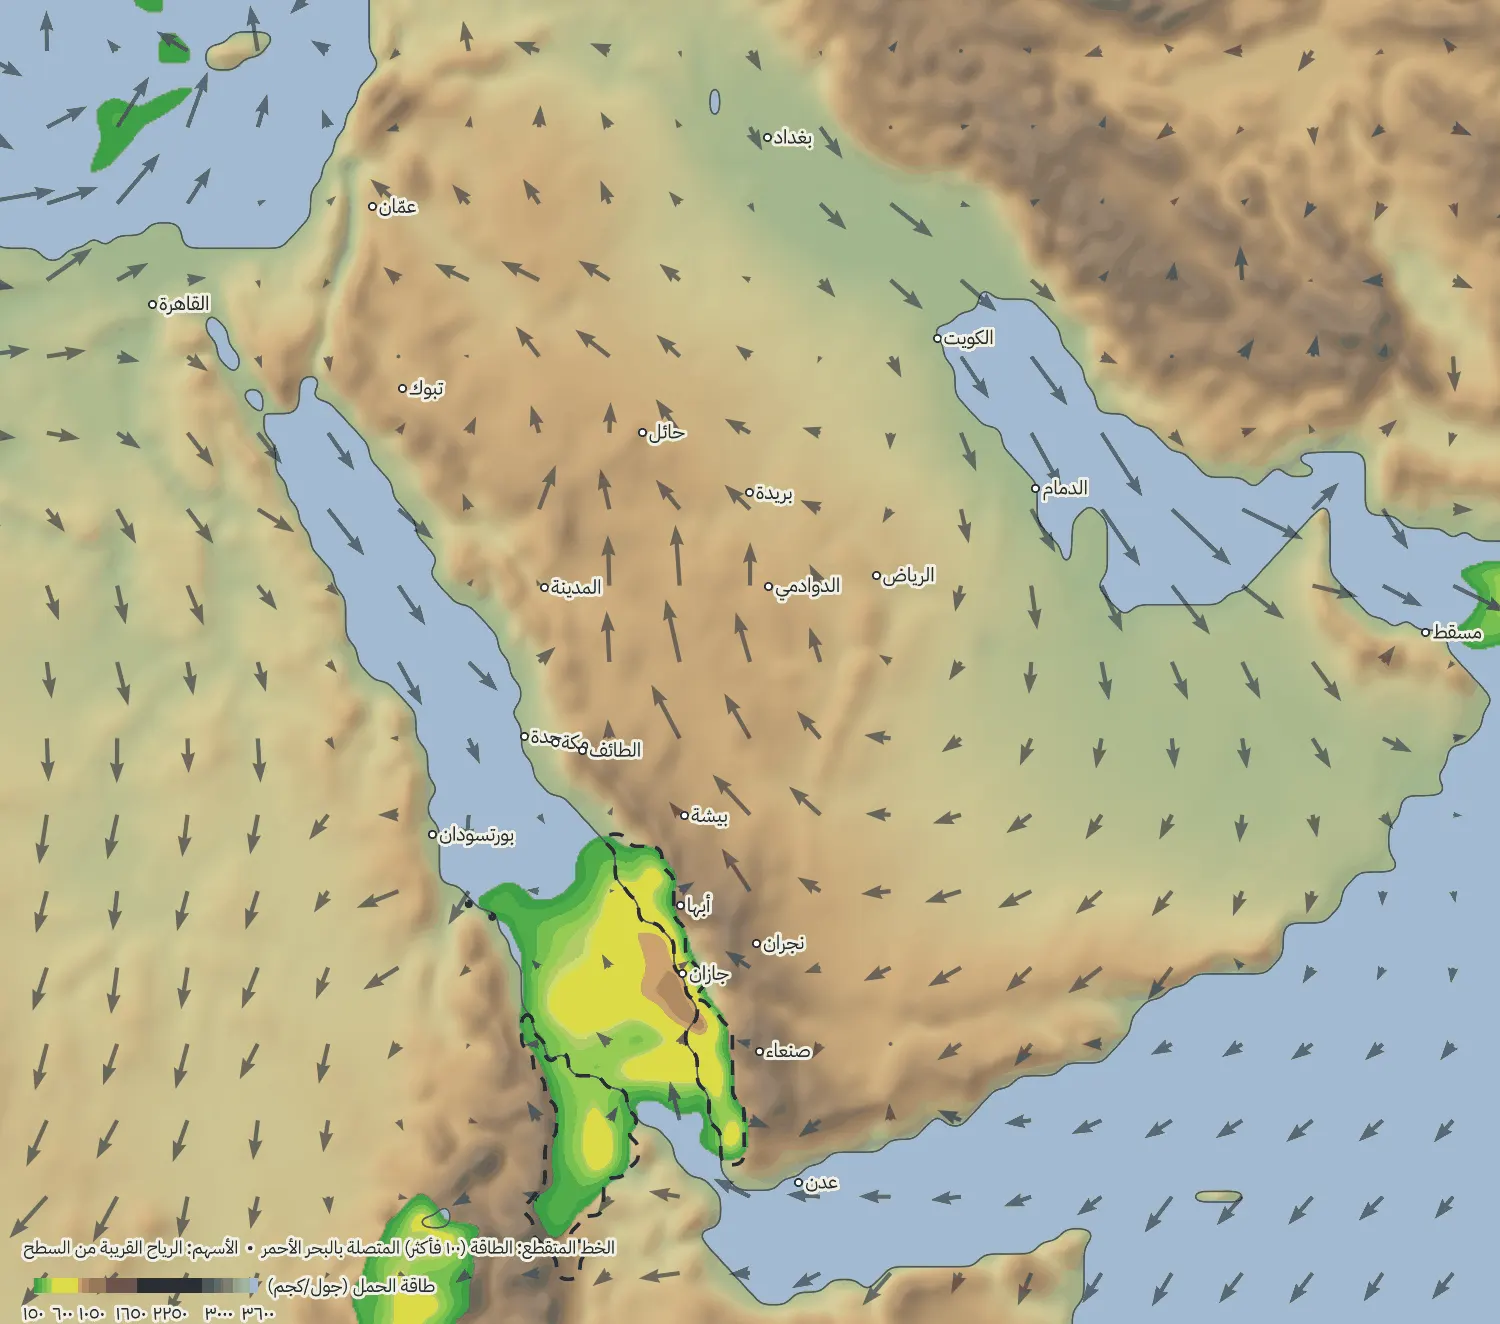 بغداد
عمّان
القاهرة
الكويت
تبوك
حائل
الدمام
بريدة
الرياض
الدوادمي
المدينة
مسقط
جدة
مكة
الطائف
بيشة
بورتسودان
أبها
نجران
جازان
صنعاء
عدن
الخط المتقطع: الطاقة (١٠٠ فأكثر) المتصلة بالبحر الأحمر • الأسهم: الرياح القريبة من السطح
طاقة الحمل (جول/كجم)
١٥٠ ٦٠٠ ١٠٥٠ ١٦٥٠ ٢٢٥٠ ٣٠٠٠ ٣٦٠٠